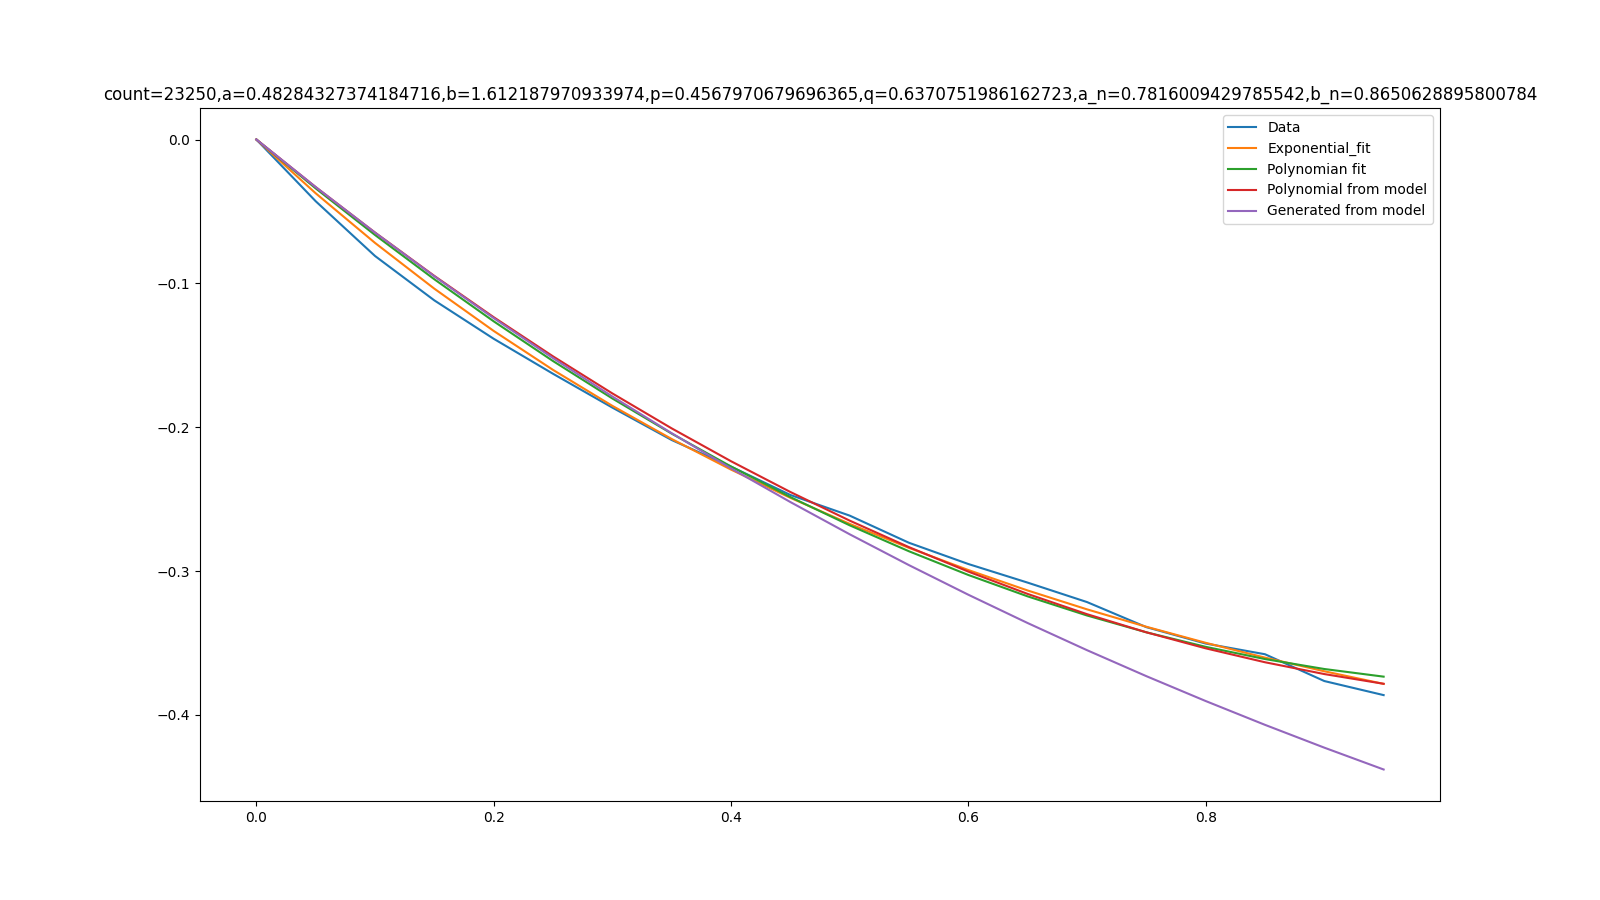 count=23250,a=0.48284327374184716,b=1.612187970933974,p=0.4567970679696365,q=0.6370751986162723,a_n=0.7816009429785542,b_n=0.8650628895800784
Data
Exponential_fit
Polynomian fit
Polynomial from model
Generated from model
0.0
−0.1
−0.2
−0.3
−0.4
0.0 0.2 0.4 0.6 0.8